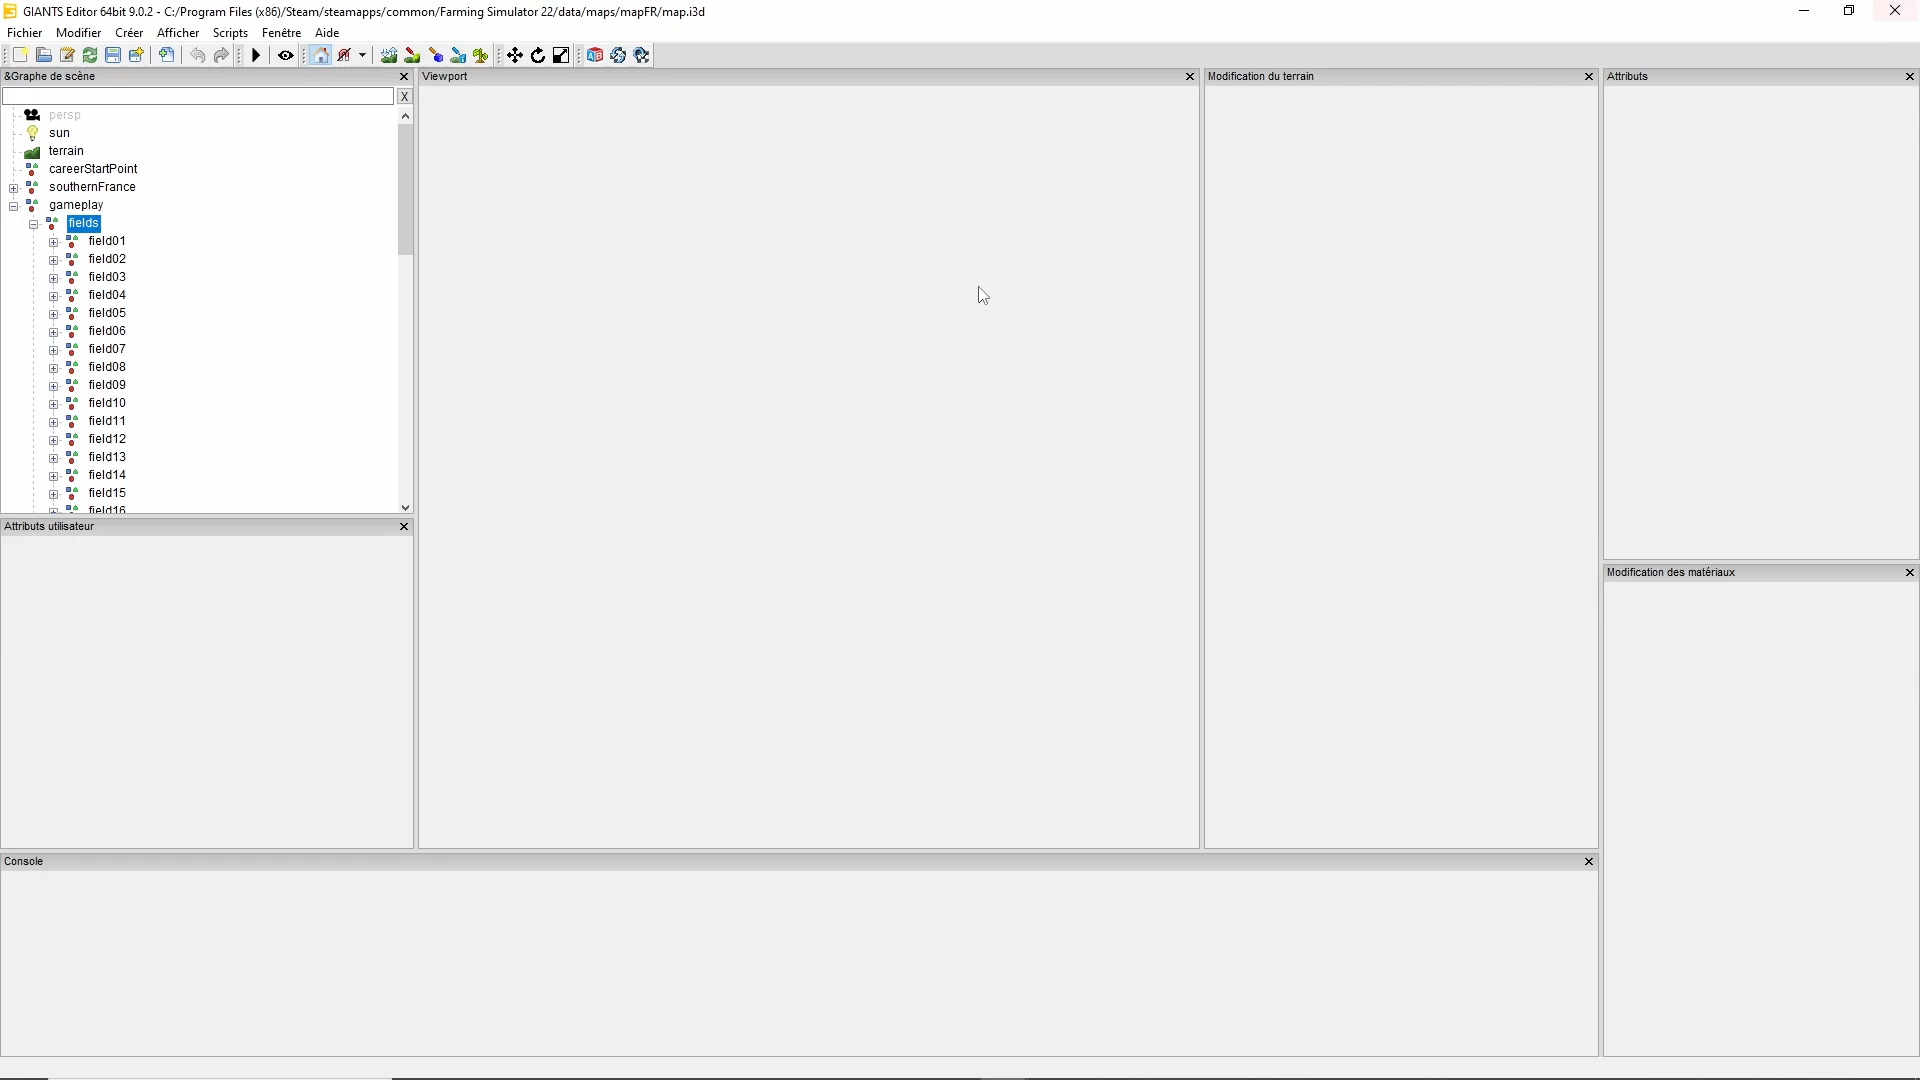 GIANTS Editor 64bit 9.0.2 - C:/Program Files (x86)/Steam/steamapps/common/Farming Simulator 22/data/maps/mapFR/map.i3d
Fichier Modifier Créer Afficher Scripts Fenêtre Aide
&Graphe de scène
Viewport
Modification du terrain
Attributs
X
persp
sun
terrain
careerStartPoint
southernFrance
gameplay
fields
field01
field02
field03
field04
field05
field06
field07
field08
field09
field10
field11
field12
field13
field14
field15
field16
Attributs utilisateur
Modification des matériaux
Console